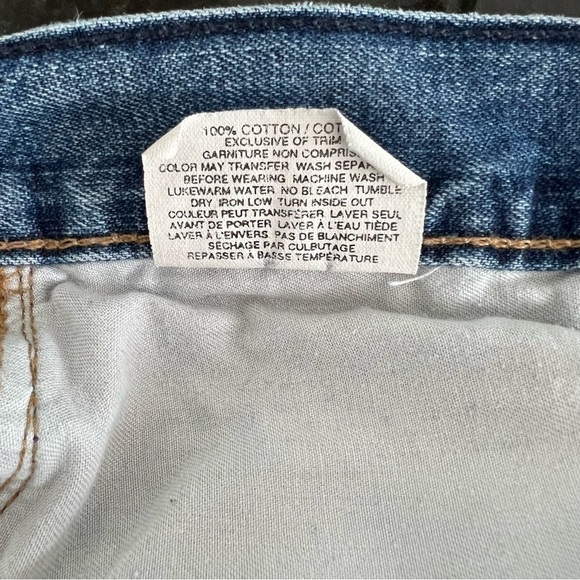 100% COTTON / COT
EXCLUSIVE OF TRIM
GARNITURE NON COMPRIS
COLOR MAY TRANSFER WASH SEPAR
BEFORE WEARING. MACHINE WASH
LUKEWARM WATER. NO BLEACH. TUMBLE
DRY. IRON LOW. TURN INSIDE OUT
COULEUR PEUT TRANSFÉRER. LAVER SEUL
AVANT DE PORTER. LAVER À L'EAU TIÈDE
LAVER À L'ENVERS. PAS DE BLANCHIMENT
SÉCHAGE PAR CULBUTAGE
REPASSER À BASSE TEMPÉRATURE